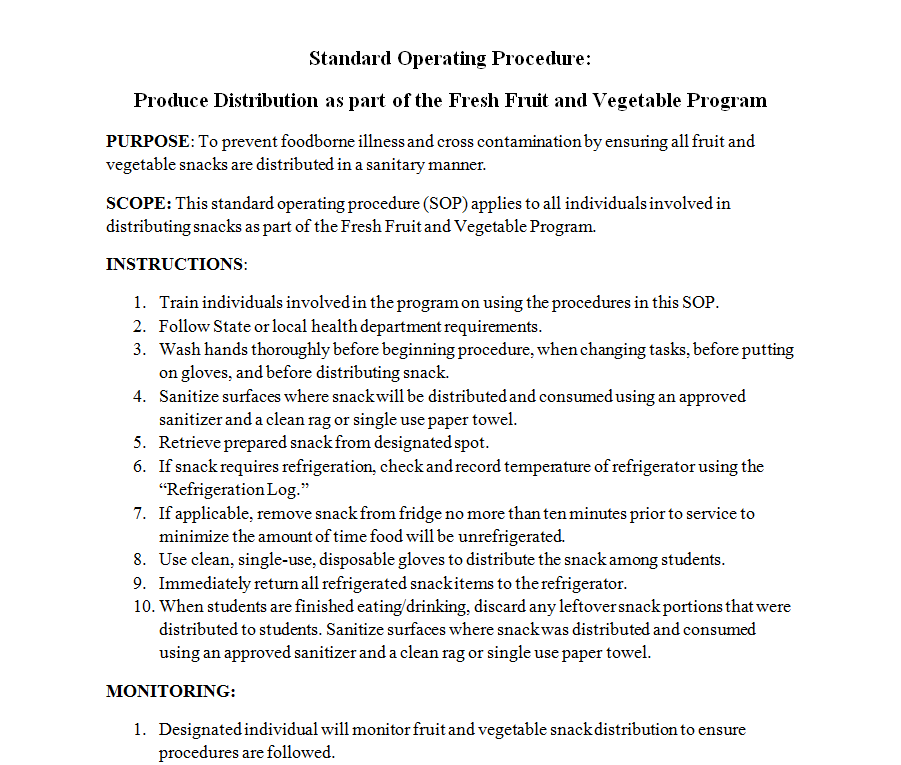 Standard Operating Procedure:
Produce Distribution as part of the Fresh Fruit and Vegetable Program
PURPOSE: To prevent foodborne illness and cross contamination by ensuring all fruit and
vegetable snacks are distributed in a sanitary manner.
SCOPE: This standard operating procedure (SOP) applies to all individuals involved in
distributing snacks as part of the Fresh Fruit and Vegetable Program.
INSTRUCTIONS:
1. Train individuals involved in the program on using the procedures in this SOP.
2. Follow State or local health department requirements.
3. Wash hands thoroughly before beginning procedure, when changing tasks, before putting
on gloves, and before distributing snack.
4. Sanitize surfaces where snack will be distributed and consumed using an approved
sanitizer and a clean rag or single use paper towel.
5. Retrieve prepared snack from designated spot.
6. If snack requires refrigeration, check and record temperature of refrigerator using the
“Refrigeration Log.”
7. If applicable, remove snack from fridge no more than ten minutes prior to service to
minimize the amount of time food will be unrefrigerated.
8. Use clean, single-use, disposable gloves to distribute the snack among students.
9. Immediately return all refrigerated snack items to the refrigerator.
10. When students are finished eating/drinking, discard any leftover snack portions that were
distributed to students. Sanitize surfaces where snack was distributed and consumed
using an approved sanitizer and a clean rag or single use paper towel.
MONITORING:
1. Designated individual will monitor fruit and vegetable snack distribution to ensure
procedures are followed.